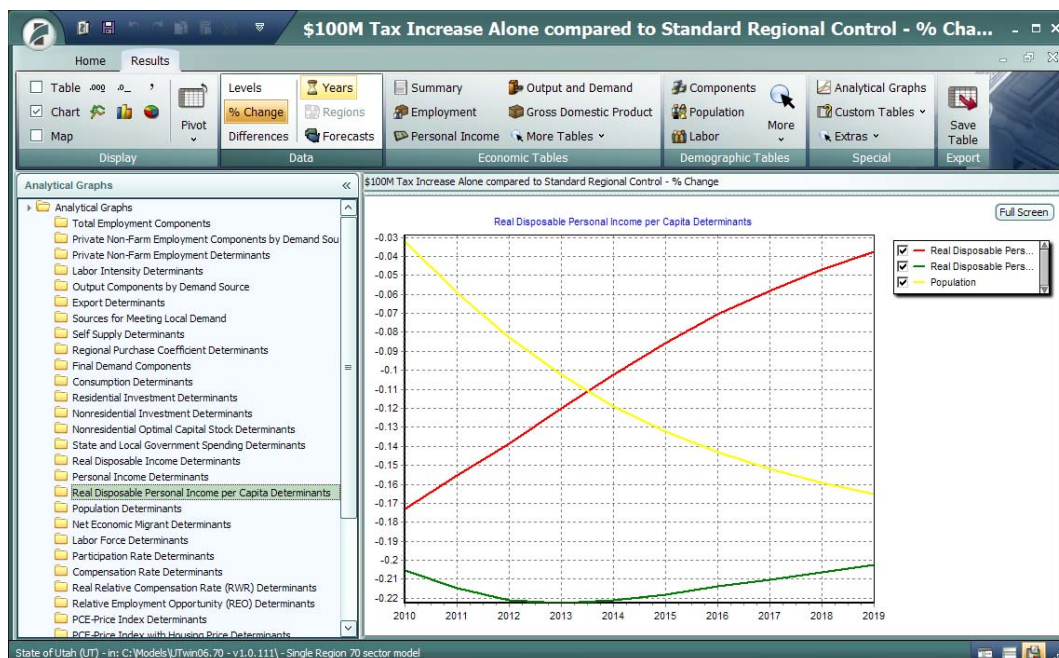 $100M Tax Increase Alone compared to Standard Regional Control - % Cha...
Home Results
Table .000 .0_ ,
Chart
Map
Pivot
Display
Levels
% Change
Differences
Years
Regions
Forecasts
Data
Summary
Employment
Personal Income
Output and Demand
Gross Domestic Product
More Tables
Economic Tables
Components
Population
Labor
More
Demographic Tables
Analytical Graphs
Custom Tables
Extras
Special
Save
Table
Export
Analytical Graphs «
Analytical Graphs
Total Employment Components
Private Non-Farm Employment Components by Demand Sou
Private Non-Farm Employment Determinants
Labor Intensity Determinants
Output Components by Demand Source
Export Determinants
Sources for Meeting Local Demand
Self Supply Determinants
Regional Purchase Coefficient Determinants
Final Demand Components
Consumption Determinants
Residential Investment Determinants
Nonresidential Investment Determinants
Nonresidential Optimal Capital Stock Determinants
State and Local Government Spending Determinants
Real Disposable Income Determinants
Personal Income Determinants
Real Disposable Personal Income per Capita Determinants
Population Determinants
Net Economic Migrant Determinants
Labor Force Determinants
Participation Rate Determinants
Compensation Rate Determinants
Real Relative Compensation Rate (RWR) Determinants
Relative Employment Opportunity (REO) Determinants
PCE-Price Index Determinants
PCE-Price Index with Housing Price Determinants
$100M Tax Increase Alone compared to Standard Regional Control - % Change
Full Screen
Real Disposable Personal Income per Capita Determinants
-0.03
-0.04
-0.05
-0.06
-0.07
-0.08
-0.09
-0.1
-0.11
-0.12
-0.13
-0.14
-0.15
-0.16
-0.17
-0.18
-0.19
-0.2
-0.21
-0.22
2010 2011 2012 2013 2014 2015 2016 2017 2018 2019
Real Disposable Pers...
Real Disposable Pers...
Population
State of Utah (UT) - in: C:\Models\UTwin06.70 - v1.0.111\ - Single Region 70 sector model